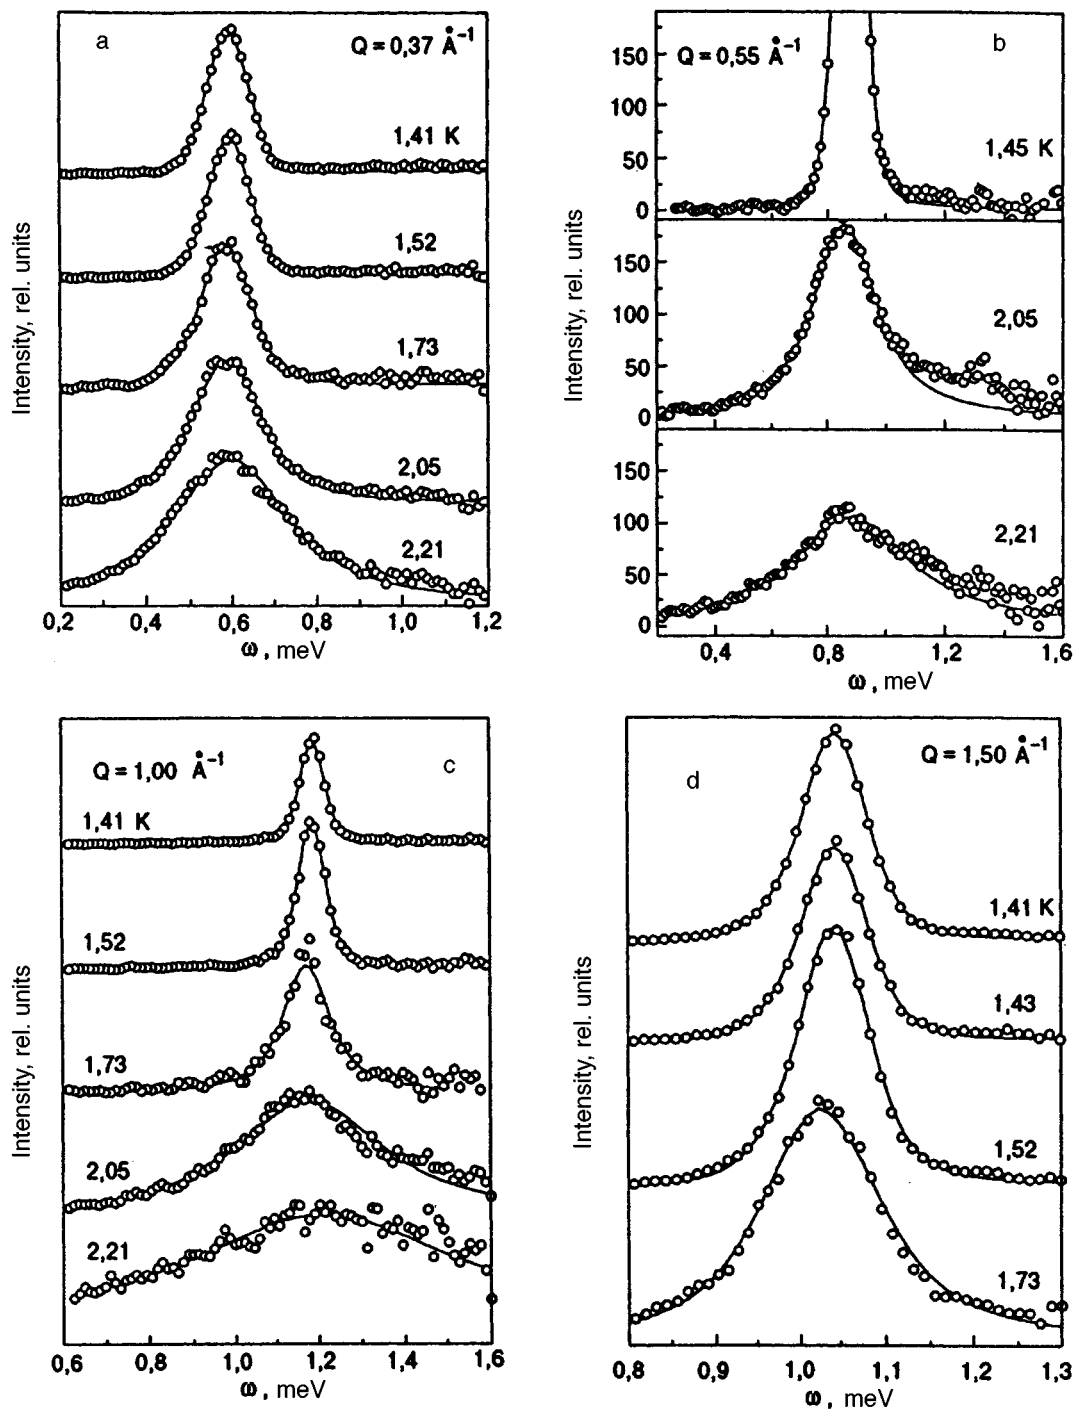 a
Q = 0,37 Å⁻¹
1,41 K
1,52
1,73
2,05
2,21
Intensity, rel. units
0,2 0,4 0,6 0,8 1,0 1,2
ω, meV
b
Q = 0,55 Å⁻¹
150
100
50
0
1,45 K
150
100
50
0
2,05
150
100
50
0
2,21
Intensity, rel. units
0,4 0,8 1,2 1,6
ω, meV
c
Q = 1,00 Å⁻¹
1,41 K
1,52
1,73
2,05
2,21
Intensity, rel. units
0,6 0,8 1,0 1,2 1,4 1,6
ω, meV
d
Q = 1,50 Å⁻¹
1,41 K
1,43
1,52
1,73
Intensity, rel. units
0,8 0,9 1,0 1,1 1,2 1,3
ω, meV